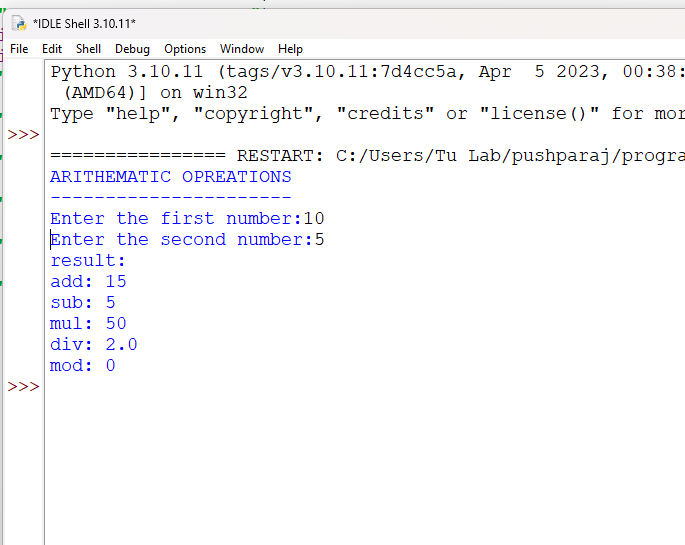 *IDLE Shell 3.10.11*
File Edit Shell Debug Options Window Help
Python 3.10.11 (tags/v3.10.11:7d4cc5a, Apr  5 2023, 00:38:
(AMD64)] on win32
Type "help", "copyright", "credits" or "license()" for mor
>>>
================ RESTART: C:/Users/Tu Lab/pushparaj/progra
ARITHEMATIC OPREATIONS
----------------------
Enter the first number:10
Enter the second number:5
result:
add: 15
sub: 5
mul: 50
div: 2.0
mod: 0
>>>